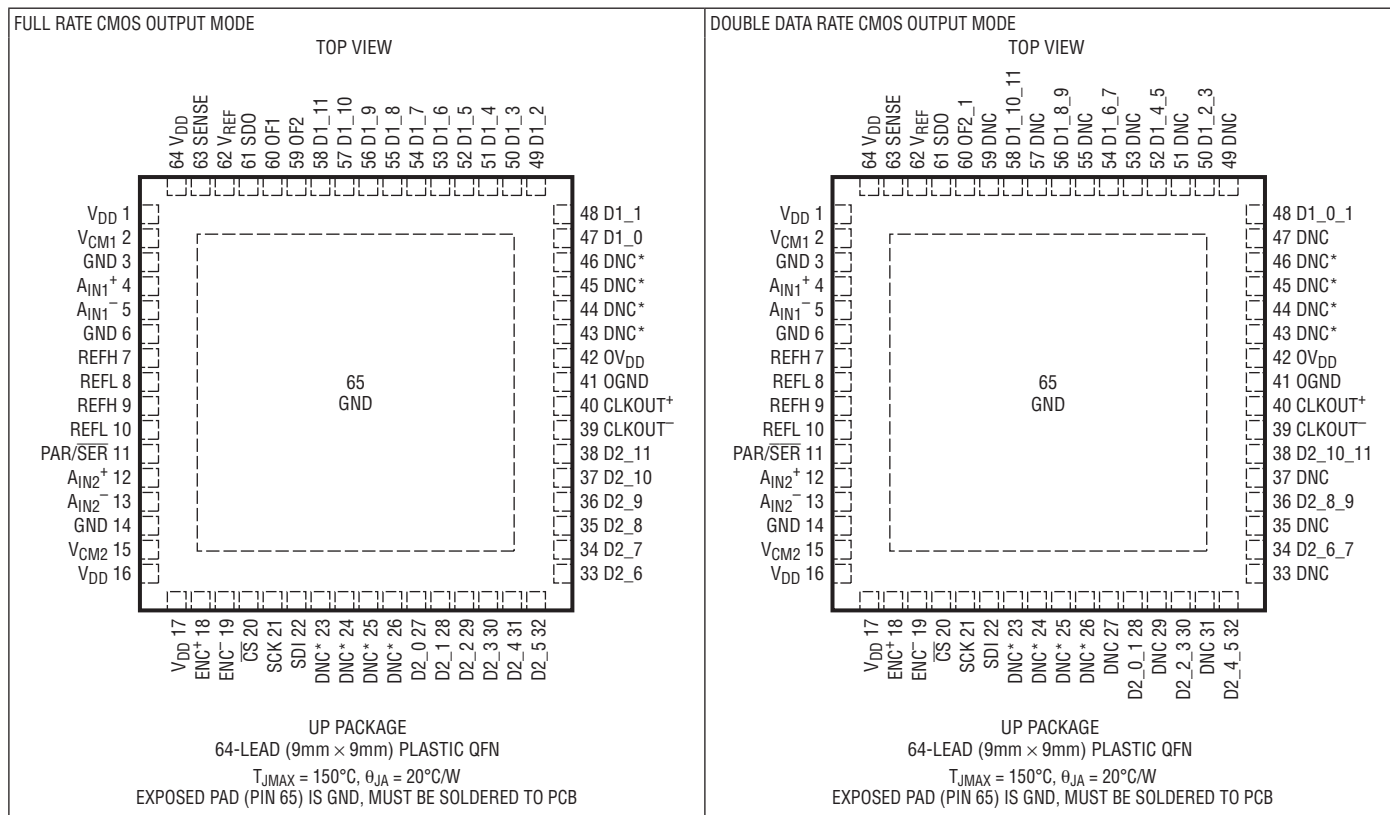 FULL RATE CMOS OUTPUT MODE
TOP VIEW
64 VDD
63 SENSE
62 VREF
61 SDO
60 OF1
59 OF2
58 D1_11
57 D1_10
56 D1_9
55 D1_8
54 D1_7
53 D1_6
52 D1_5
51 D1_4
50 D1_3
49 D1_2
VDD 1
VCM1 2
GND 3
AIN1+ 4
AIN1– 5
GND 6
REFH 7
REFL 8
REFH 9
REFL 10
PAR/S̅E̅R̅ 11
AIN2+ 12
AIN2– 13
GND 14
VCM2 15
VDD 16
65
GND
48 D1_1
47 D1_0
46 DNC*
45 DNC*
44 DNC*
43 DNC*
42 OVDD
41 OGND
40 CLKOUT+
39 CLKOUT–
38 D2_11
37 D2_10
36 D2_9
35 D2_8
34 D2_7
33 D2_6
VDD 17
ENC+ 18
ENC– 19
C̅S̅ 20
SCK 21
SDI 22
DNC* 23
DNC* 24
DNC* 25
DNC* 26
D2_0 27
D2_1 28
D2_2 29
D2_3 30
D2_4 31
D2_5 32
UP PACKAGE
64-LEAD (9mm × 9mm) PLASTIC QFN
TJMAX = 150°C, θJA = 20°C/W
EXPOSED PAD (PIN 65) IS GND, MUST BE SOLDERED TO PCB
DOUBLE DATA RATE CMOS OUTPUT MODE
TOP VIEW
64 VDD
63 SENSE
62 VREF
61 SDO
60 OF2_1
59 DNC
58 D1_10_11
57 DNC
56 D1_8_9
55 DNC
54 D1_6_7
53 DNC
52 D1_4_5
51 DNC
50 D1_2_3
49 DNC
VDD 1
VCM1 2
GND 3
AIN1+ 4
AIN1– 5
GND 6
REFH 7
REFL 8
REFH 9
REFL 10
PAR/S̅E̅R̅ 11
AIN2+ 12
AIN2– 13
GND 14
VCM2 15
VDD 16
65
GND
48 D1_0_1
47 DNC
46 DNC*
45 DNC*
44 DNC*
43 DNC*
42 OVDD
41 OGND
40 CLKOUT+
39 CLKOUT–
38 D2_10_11
37 DNC
36 D2_8_9
35 DNC
34 D2_6_7
33 DNC
VDD 17
ENC+ 18
ENC– 19
C̅S̅ 20
SCK 21
SDI 22
DNC* 23
DNC* 24
DNC* 25
DNC* 26
DNC 27
D2_0_1 28
DNC 29
D2_2_3 30
DNC 31
D2_4_5 32
UP PACKAGE
64-LEAD (9mm × 9mm) PLASTIC QFN
TJMAX = 150°C, θJA = 20°C/W
EXPOSED PAD (PIN 65) IS GND, MUST BE SOLDERED TO PCB